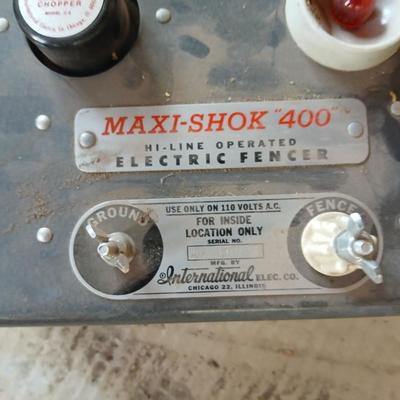 CHOPPER
MODEL
MAXI-SHOK "400"
HI-LINE OPERATED
ELECTRIC FENCER
GROUND
USE ONLY ON 110 VOLTS A.C.
FENCE
FOR INSIDE
LOCATION ONLY
SERIAL NO.
MFG. BY
International ELEC. CO.
CHICAGO 22, ILLINOIS